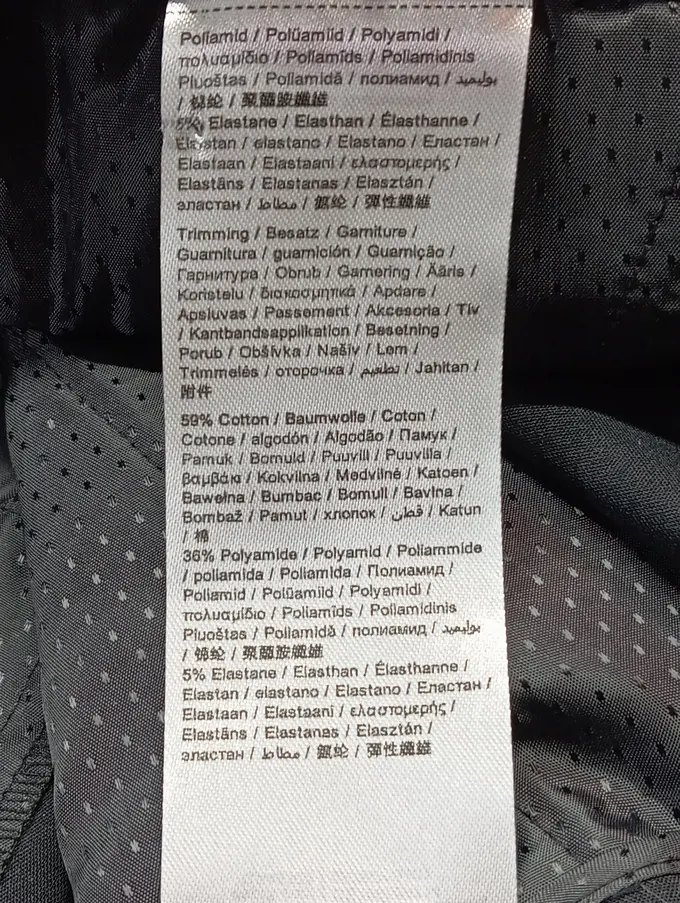 Poliamid / Polüamiid / Polyamidi /
πολυαμίδιο / Poliamīds / Poliamidinis
Pluoštas / Poliamidă / полиамид / بوليميد
/ 锦纶 / 聚醯胺纖維
5% Elastane / Elasthan / Élasthanne /
Elastan / elastano / Elastano / Еластан /
Elastaan / Elastaani / ελαστομερής /
Elastāns / Elastanas / Elasztán /
эластан / مطاط / 氨纶 / 彈性纖維
Trimming / Besatz / Garniture /
Guarnitura / guarnición / Guarnição /
Гарнитура / Obrub / Garnering / Ääris /
Koristelu / διακοσμητικά / Apdare /
Apsiuvas / Passement / Akcesoria / Tiv
/ Kantbandsapplikation / Besetning /
Porub / Obšívka / Našiv / Lem /
Trimmelés / оторочка / تطعيم / Jahitan /
附件
59% Cotton / Baumwolle / Coton /
Cotone / algodón / Algodão / Памук /
Pamuk / Bomuld / Puuvill / Puuvilla /
βαμβάκι / Kokvilna / Medvilnė / Katoen /
Bawełna / Bumbac / Bomull / Bavlna /
Bombaž / Pamut / хлопок / قطن / Katun
/ 棉
36% Polyamide / Polyamid / Poliammide
/ poliamida / Poliamida / Полиамид /
Poliamid / Polüamiid / Polyamidi /
πολυαμίδιο / Poliamīds / Poliamidinis
Pluoštas / Poliamidă / полиамид / بوليميد
/ 锦纶 / 聚醯胺纖維
5% Elastane / Elasthan / Élasthanne /
Elastan / elastano / Elastano / Еластан /
Elastaan / Elastaani / ελαστομερής /
Elastāns / Elastanas / Elasztán /
эластан / مطاط / 氨纶 / 彈性纖維